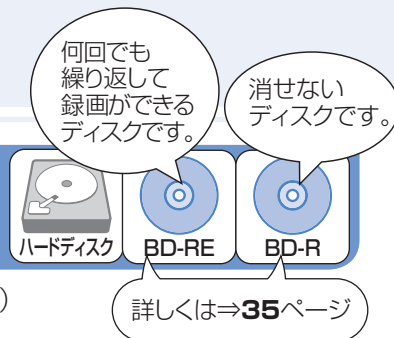 何回でも
繰り返して
録画ができる
ディスクです。
消せない
ディスクです。
ハードディスク
BD-RE
BD-R
)
詳しくは⇒35ページ